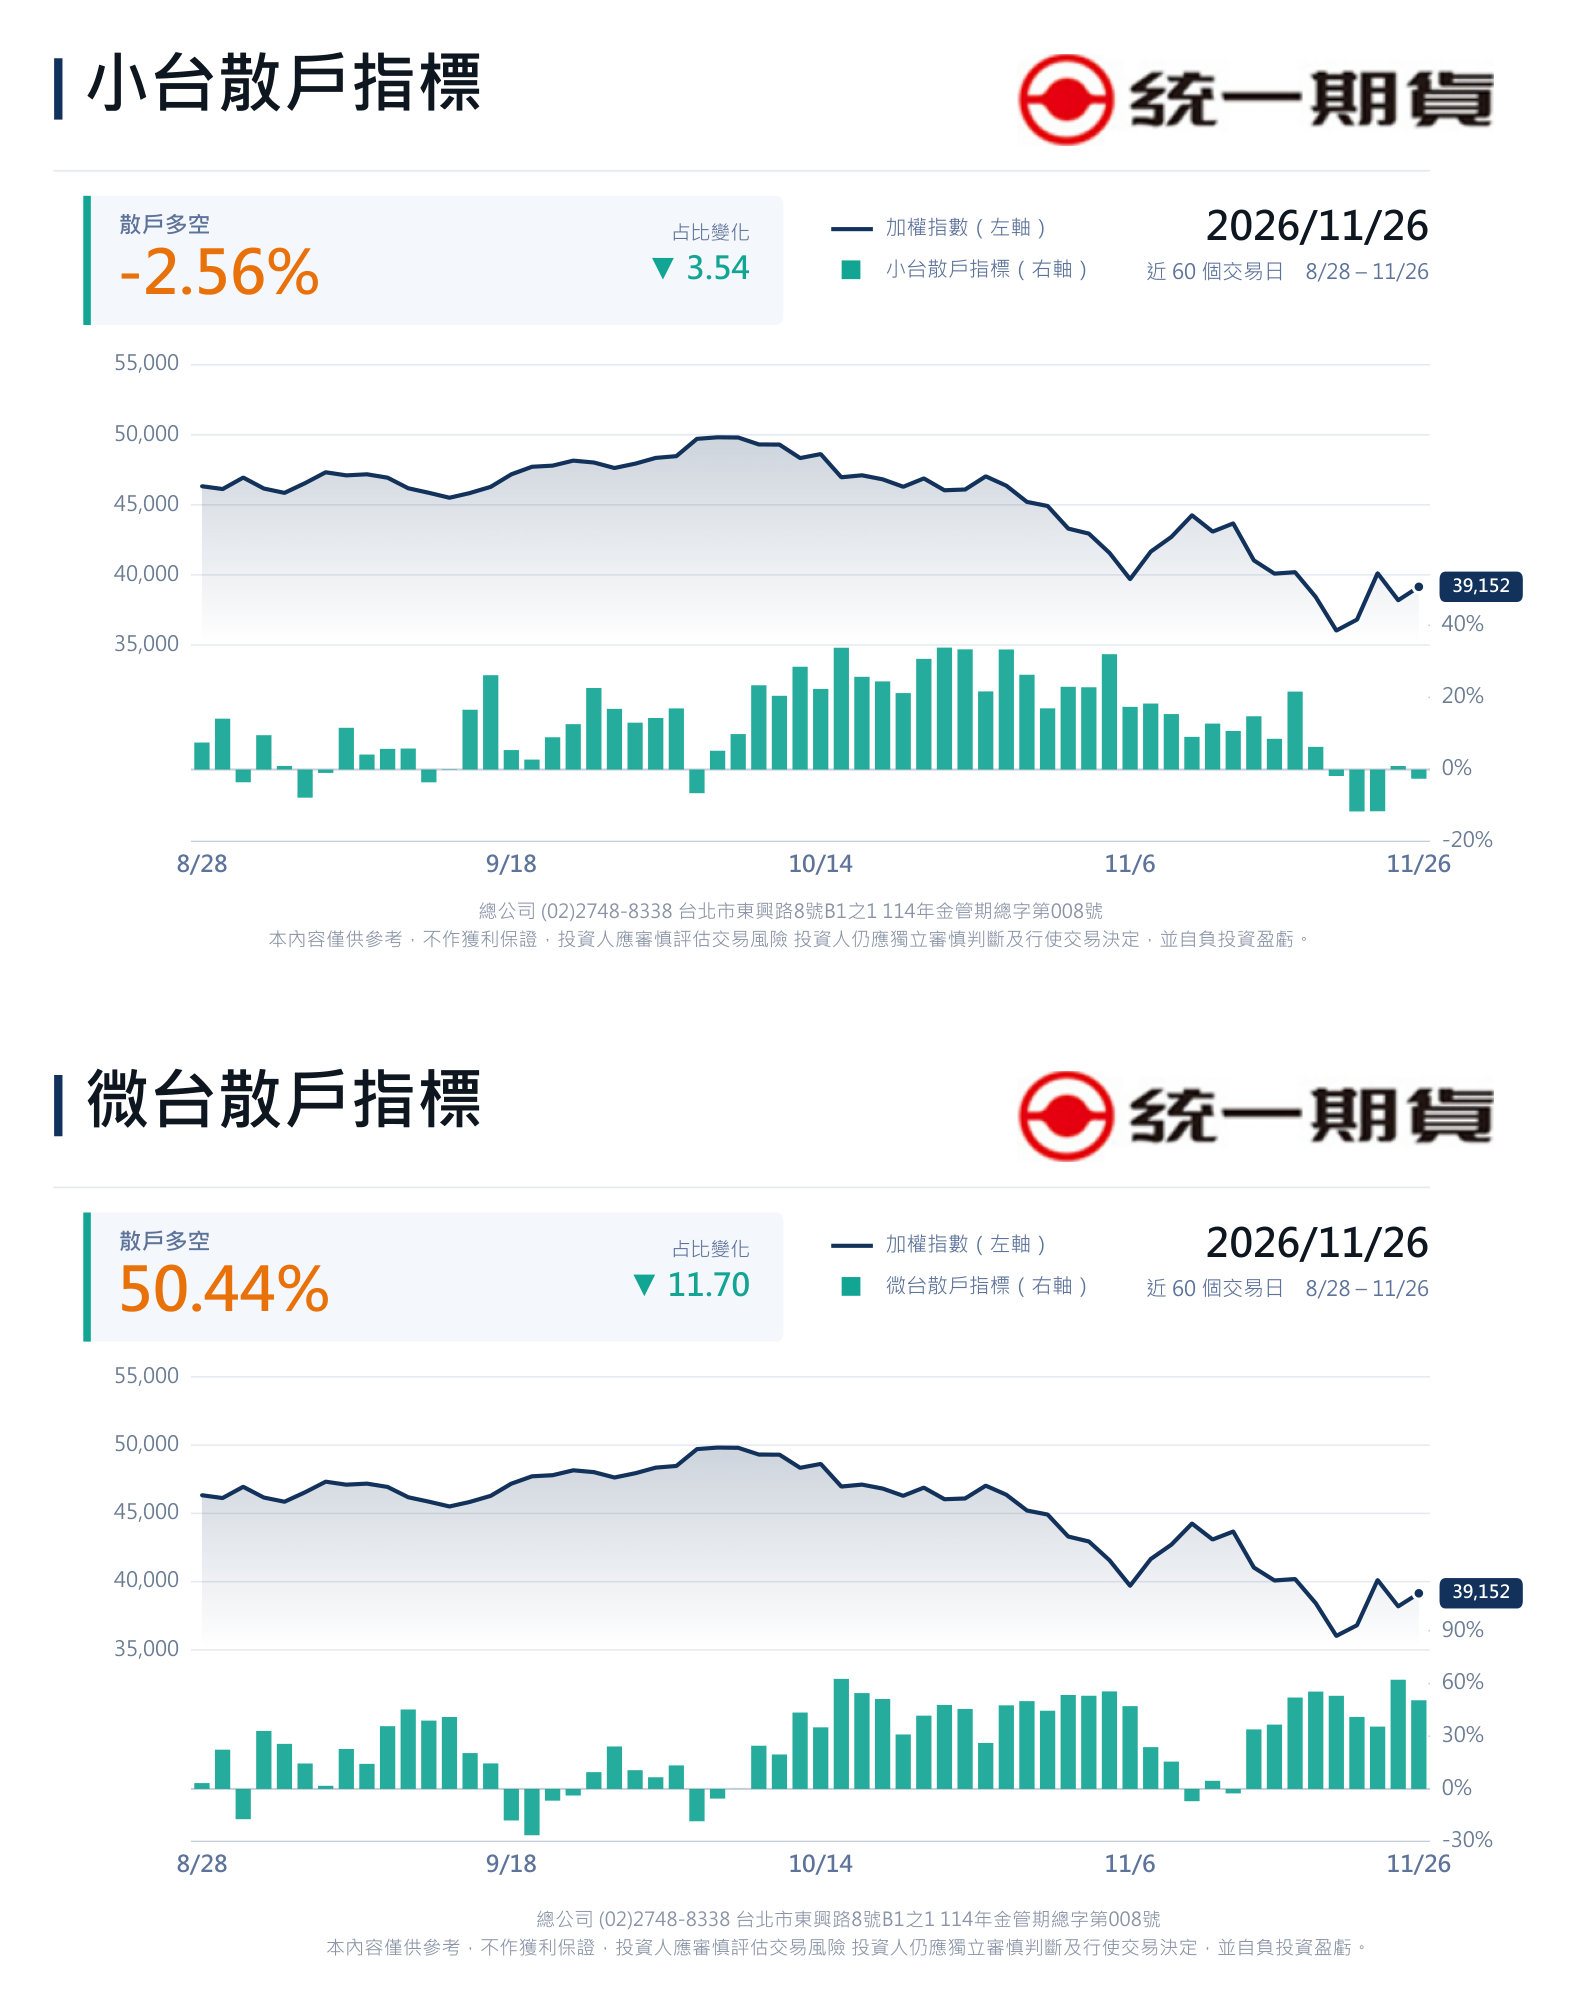 小台散戶指標
統一期貨
散戶多空
-2.56%
占比變化
▼ 3.54
加權指數（左軸）
小台散戶指標（右軸）
2026/11/26
近 60 個交易日 8/28 – 11/26
55,000
50,000
45,000
40,000
35,000
39,152
40%
20%
0%
-20%
8/28 9/18 10/14 11/6 11/26
總公司 (02)2748-8338 台北市東興路8號B1之1 114年金管期總字第008號
本內容僅供參考，不作獲利保證，投資人應審慎評估交易風險 投資人仍應獨立審慎判斷及行使交易決定，並自負投資盈虧。
微台散戶指標
統一期貨
散戶多空
50.44%
占比變化
▼ 11.70
加權指數（左軸）
微台散戶指標（右軸）
2026/11/26
近 60 個交易日 8/28 – 11/26
55,000
50,000
45,000
40,000
35,000
39,152
90%
60%
30%
0%
-30%
8/28 9/18 10/14 11/6 11/26
總公司 (02)2748-8338 台北市東興路8號B1之1 114年金管期總字第008號
本內容僅供參考，不作獲利保證，投資人應審慎評估交易風險 投資人仍應獨立審慎判斷及行使交易決定，並自負投資盈虧。